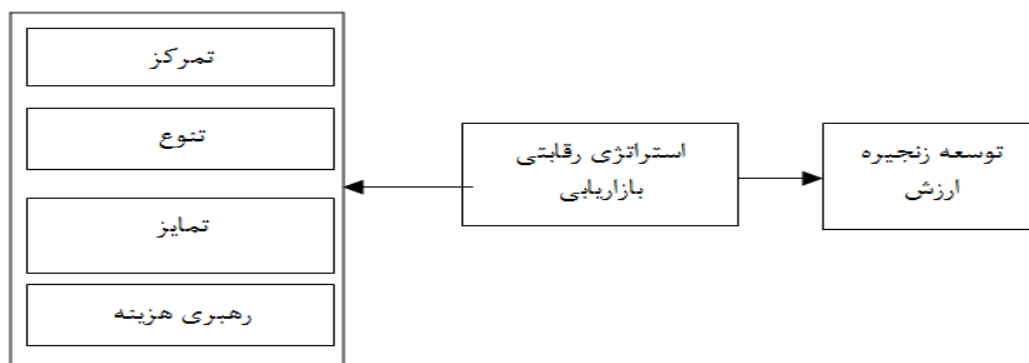 تمرکز
تنوع
تمایز
رهبری هزینه
استراتژی رقابتی
بازاریابی
توسعه زنجیره
ارزش